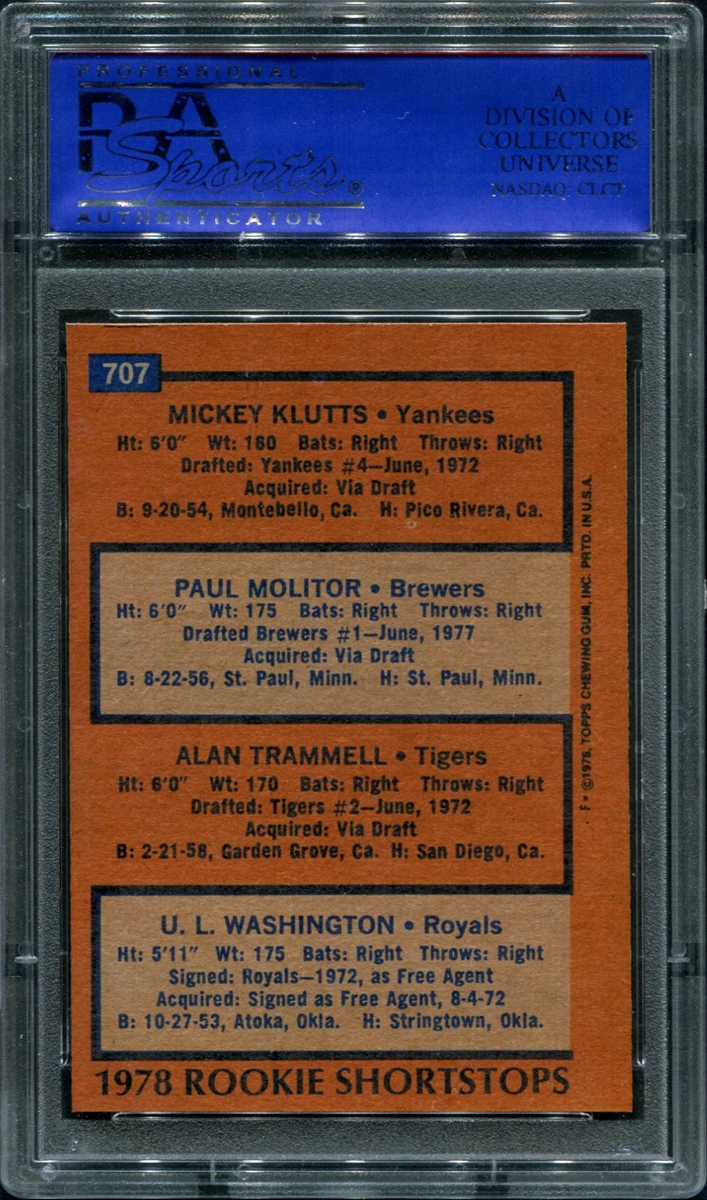 PROFESSIONAL
PSA
Sports®
AUTHENTICATOR
A
DIVISION OF
COLLECTORS
UNIVERSE
NASDAQ: CLCT
707
MICKEY KLUTTS • Yankees
Ht: 6'0" Wt: 160 Bats: Right Throws: Right
Drafted: Yankees #4—June, 1972
Acquired: Via Draft
B: 9-20-54, Montebello, Ca. H: Pico Rivera, Ca.
PAUL MOLITOR • Brewers
Ht: 6'0" Wt: 175 Bats: Right Throws: Right
Drafted Brewers #1—June, 1977
Acquired: Via Draft
B: 8-22-56, St. Paul, Minn. H: St. Paul, Minn.
ALAN TRAMMELL • Tigers
Ht: 6'0" Wt: 170 Bats: Right Throws: Right
Drafted: Tigers #2—June, 1972
Acquired: Via Draft
B: 2-21-58, Garden Grove, Ca. H: San Diego, Ca.
U. L. WASHINGTON • Royals
Ht: 5'11" Wt: 175 Bats: Right Throws: Right
Signed: Royals—1972, as Free Agent
Acquired: Signed as Free Agent, 8-4-72
B: 10-27-53, Atoka, Okla. H: Stringtown, Okla.
1978 ROOKIE SHORTSTOPS
F* ©1978, TOPPS CHEWING GUM, INC. PRTD. IN U.S.A.